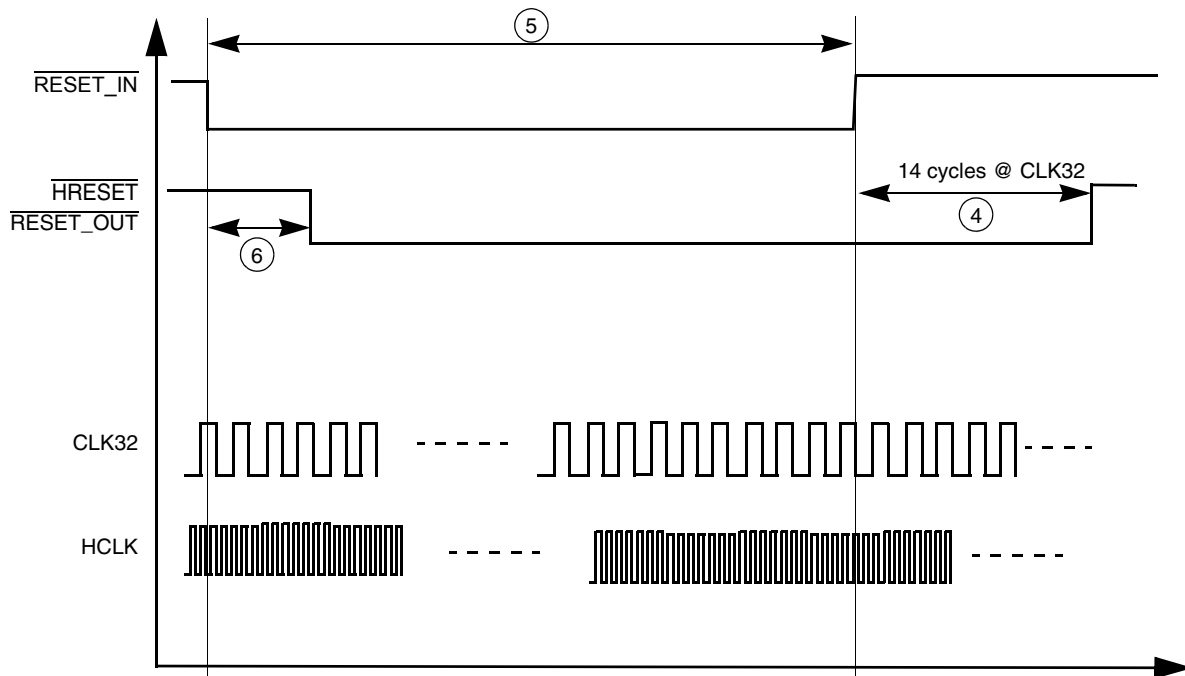 5
RESET_IN
14 cycles @ CLK32
HRESET
4
RESET_OUT
6
CLK32
HCLK